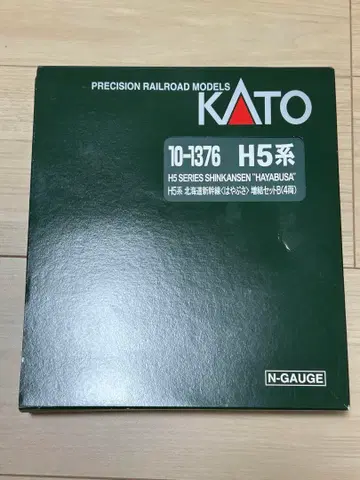 PRECISION RAILROAD MODELS
KATO
10-1376 H5系
H5 SERIES SHINKANSEN "HAYABUSA"
H5系 北海道新幹線〈はやぶさ〉 増結セットB(4両)
N-GAUGE